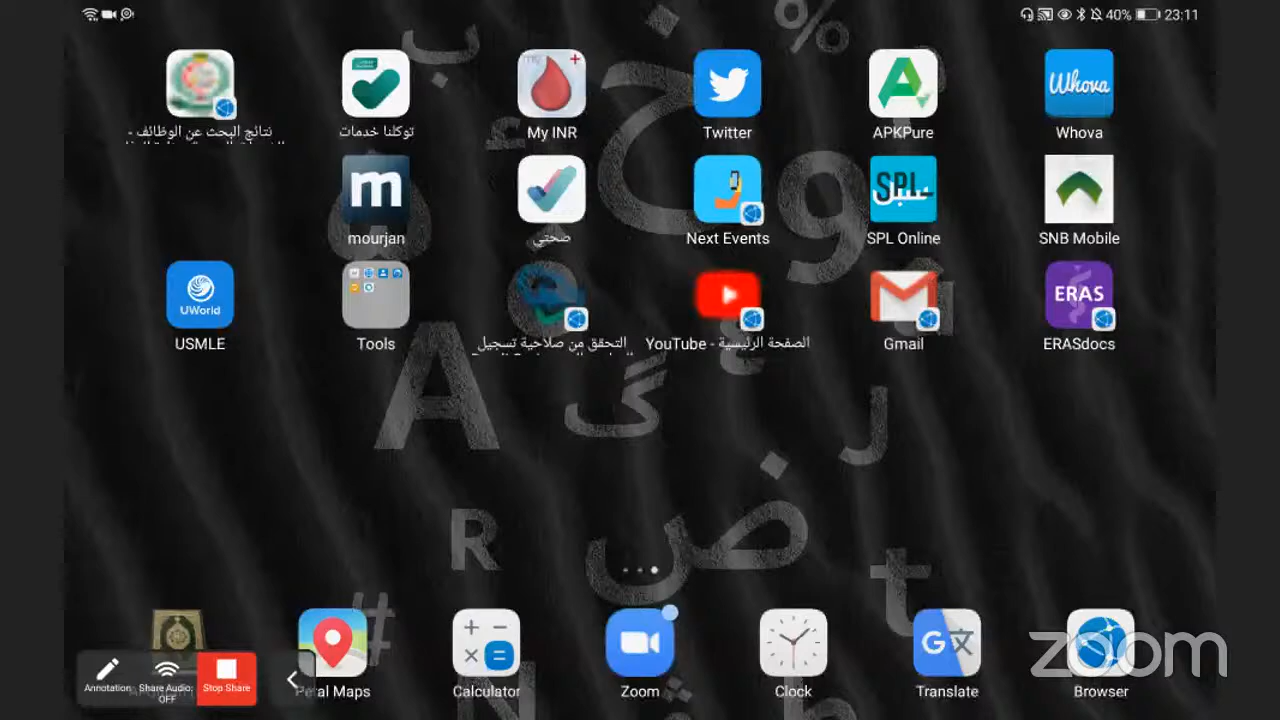 40% 23:11
نتائج البحث عن الوظائف -
توكلنا خدمات
My INR
Twitter
APKPure
Whova
Whova
m
mourjan
صحتي
Next Events
SPL
سبل
SPL Online
SNB Mobile
UWorld
USMLE
Tools
التحقق من صلاحية تسجيل
YouTube - الصفحة الرئيسية
Gmail
ERAS
ERASdocs
%
ب
ء
خ
و
A
گ
R
ض
t
#
Annotation
Share Audio:
OFF
Stop Share
Petal Maps
Calculator
Zoom
Clock
Translate
Browser
zoom